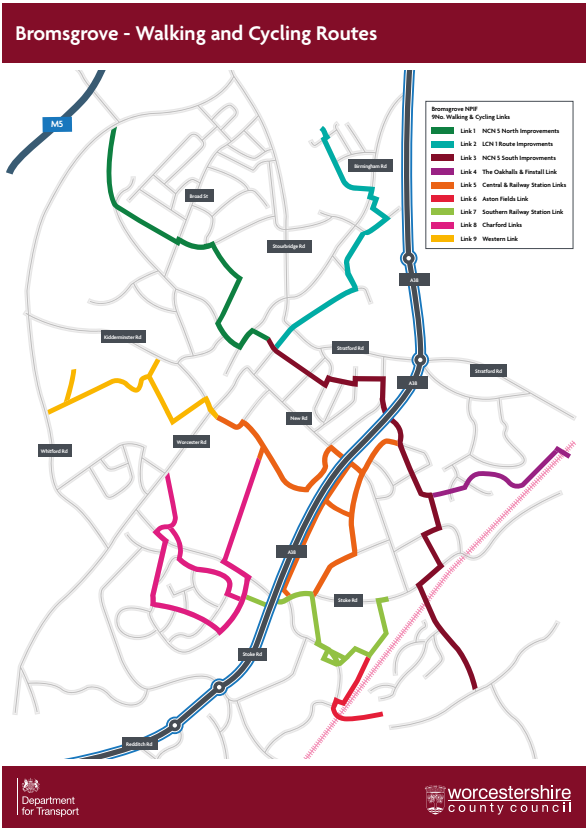 Bromsgrove - Walking and Cycling Routes
M5
Bromsgrove NPIF
9No. Walking & Cycling Links
Link 1 NCN 5 North Improvements
Link 2 LCN 1 Route Improvments
Link 3 NCN 5 South Improvments
Link 4 The Oakhalls & Finstall Link
Link 5 Central & Railway Station Links
Link 6 Aston Fields Link
Link 7 Southern Railway Station Link
Link 8 Charford Links
Link 9 Western Link
Birmingham Rd
Broad St
Stourbridge Rd
A38
Kidderminster Rd
Stratford Rd
Stratford Rd
A38
New Rd
Worcester Rd
Whitford Rd
A38
Stoke Rd
Stoke Rd
Redditch Rd
Department
for Transport
worcestershire
county council